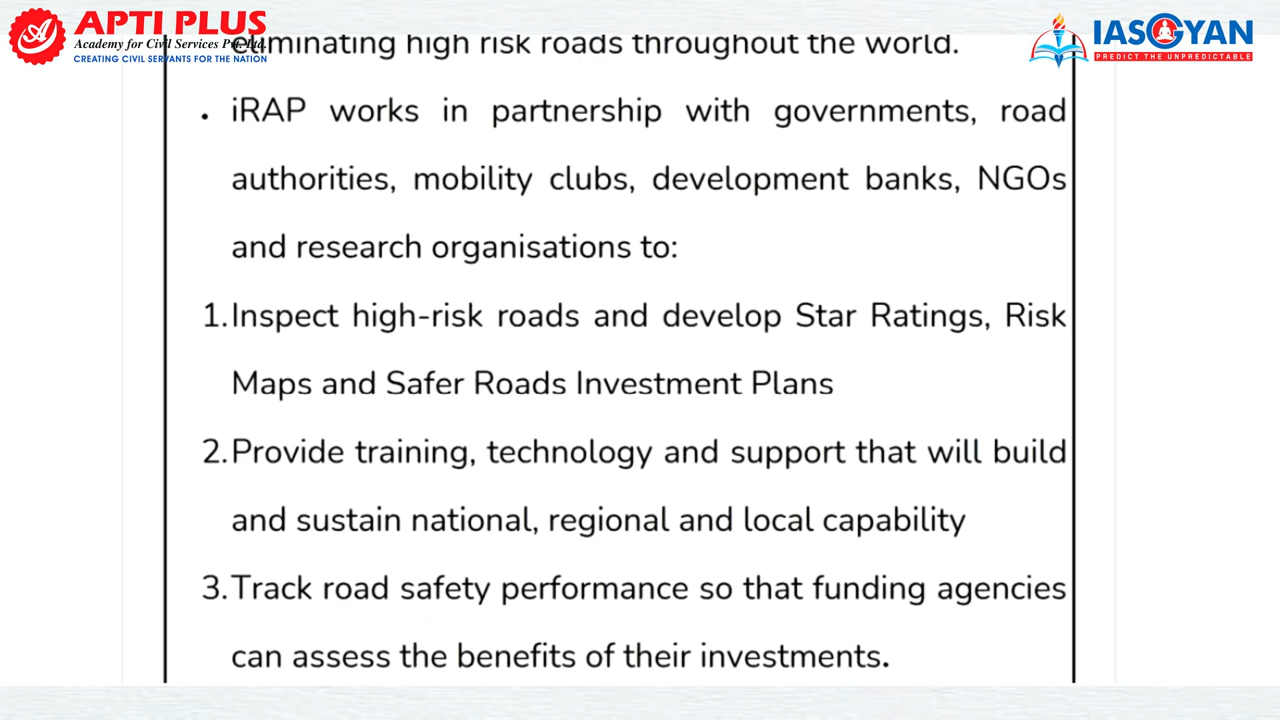 APTI PLUS
Academy for Civil Services Pvt. Ltd.
CREATING CIVIL SERVANTS FOR THE NATION
IASGYAN
PREDICT THE UNPREDICTABLE
eliminating high risk roads throughout the world.
• iRAP works in partnership with governments, road
authorities, mobility clubs, development banks, NGOs
and research organisations to:
1. Inspect high-risk roads and develop Star Ratings, Risk
Maps and Safer Roads Investment Plans
2. Provide training, technology and support that will build
and sustain national, regional and local capability
3. Track road safety performance so that funding agencies
can assess the benefits of their investments.